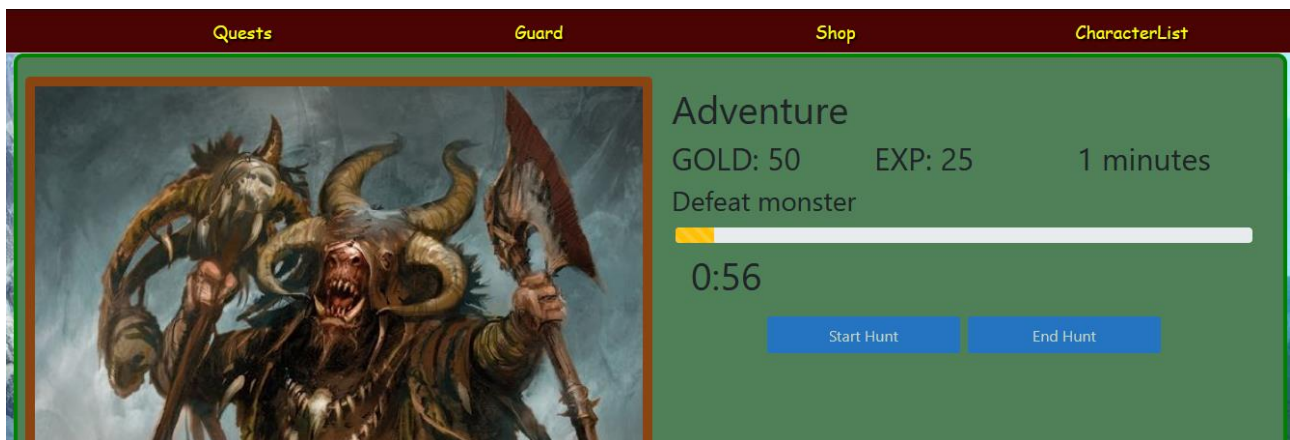 Quests Guard Shop CharacterList
Adventure
GOLD: 50 EXP: 25 1 minutes
Defeat monster
0:56
Start Hunt End Hunt